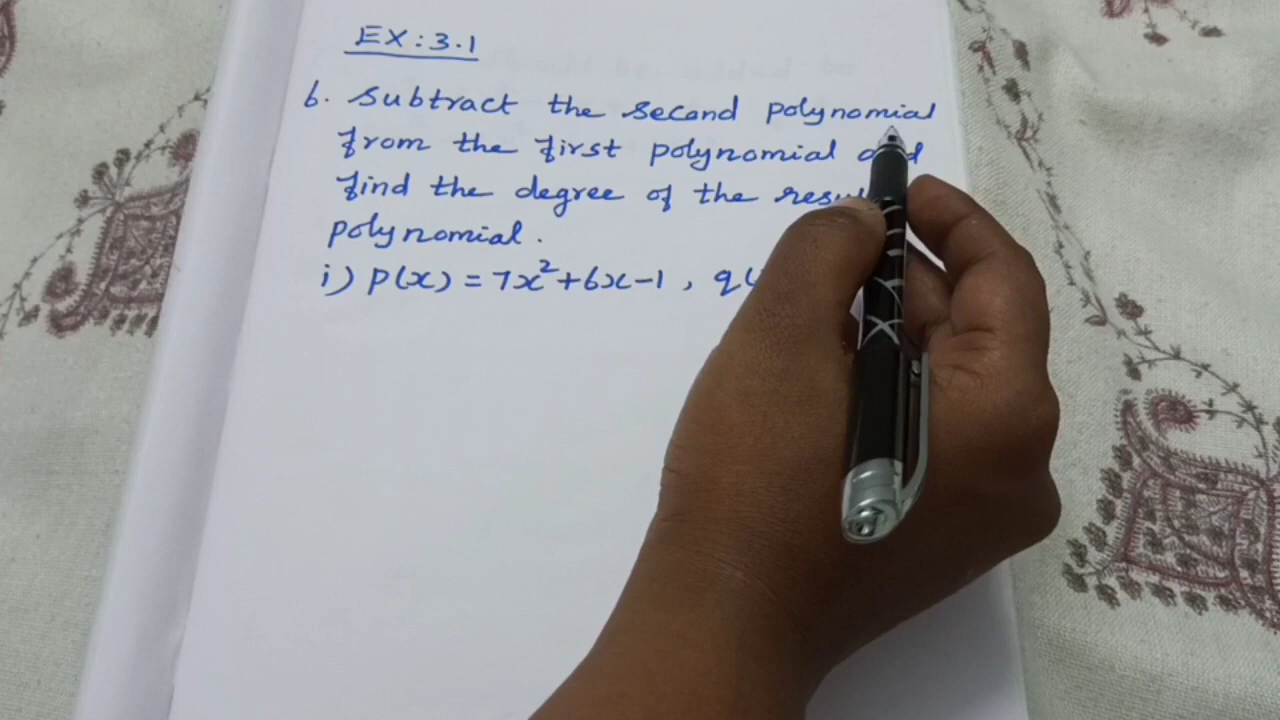 EX:3.1
6. Subtract the second polynomial
from the first polynomial and
find the degree of the
polynomial.
i) P(x) = 7x²+6x-1,